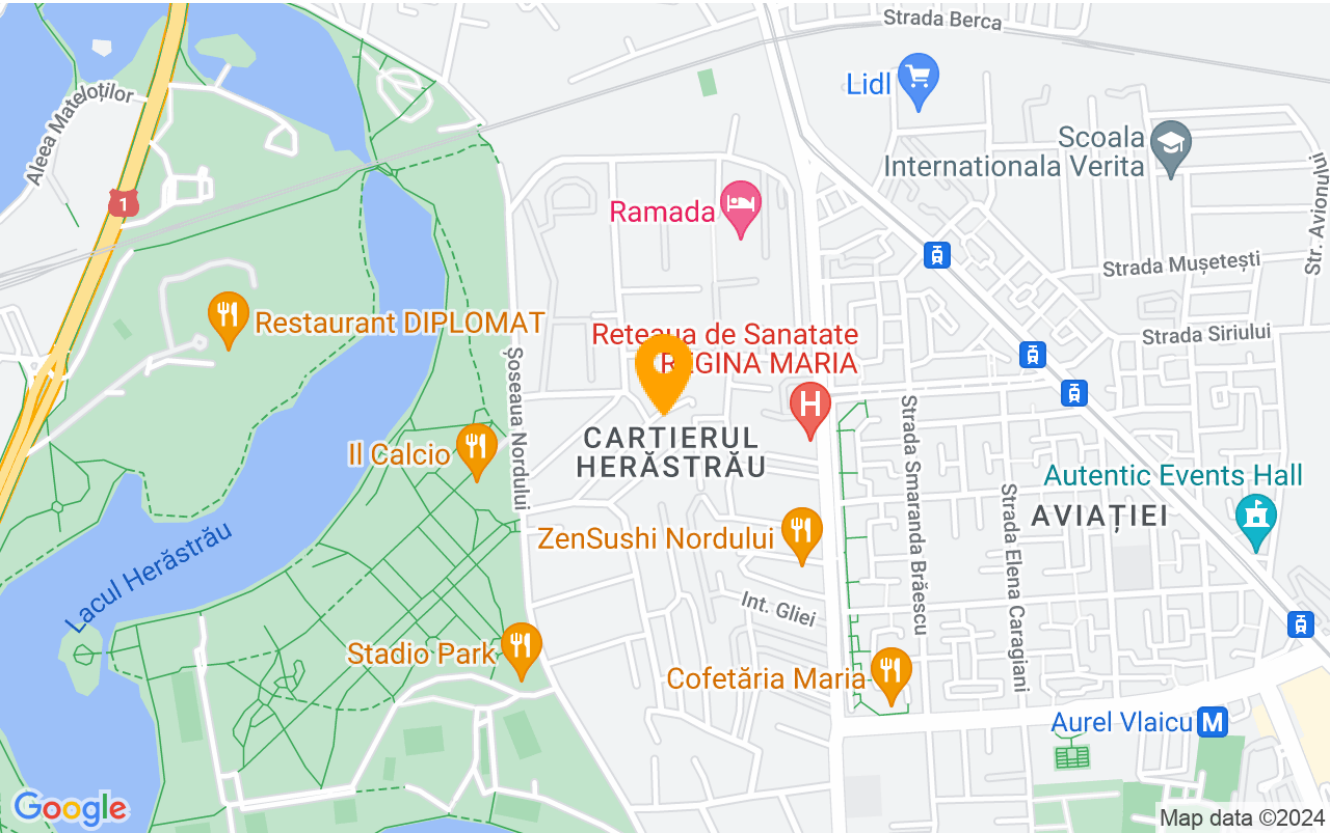 Strada Berca
Lidl
Aleea Mateloților
Scoala
Internationala Verita
1
Ramada
Str. Avionului
Strada Mușetești
Restaurant DIPLOMAT
Strada Siriului
Reteaua de Sanatate
REGINA MARIA
H
Șoseaua Nordului
CARTIERUL
HERĂSTRĂU
Il Calcio
Strada Smaranda Brăescu
Strada Elena Caragiani
Autentic Events Hall
AVIAȚIEI
ZenSushi Nordului
Lacul Herăstrău
Int. Gliei
Stadio Park
Cofetăria Maria
Aurel Vlaicu M
Google
Map data ©2024